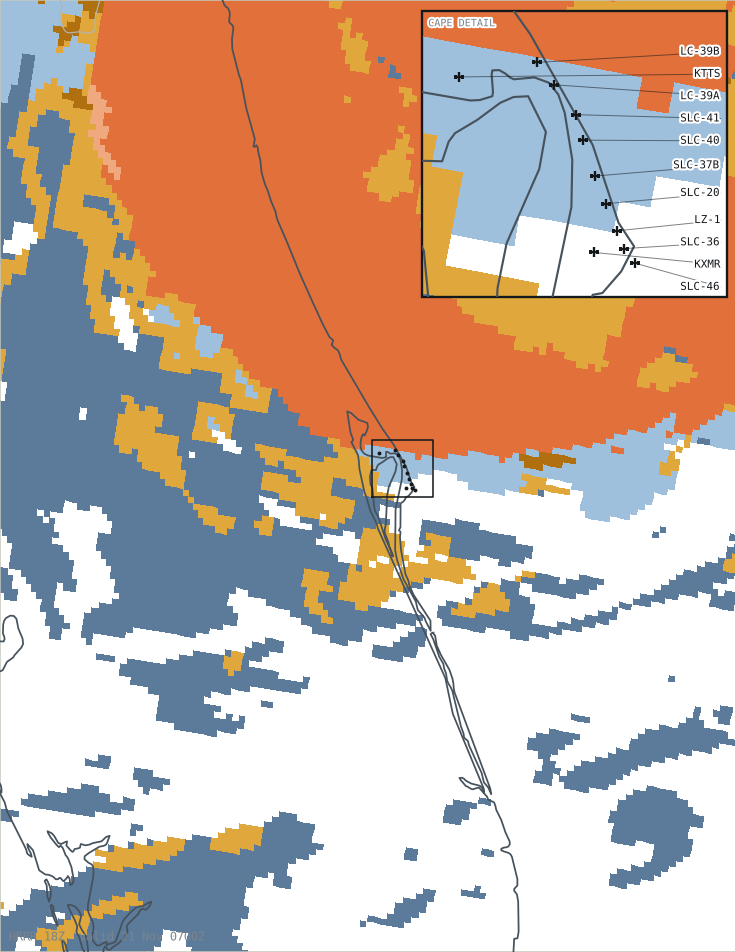 CAPE DETAIL
LC-39B
KTTS
LC-39A
SLC-41
SLC-40
SLC-37B
SLC-20
LZ-1
SLC-36
KXMR
SLC-46